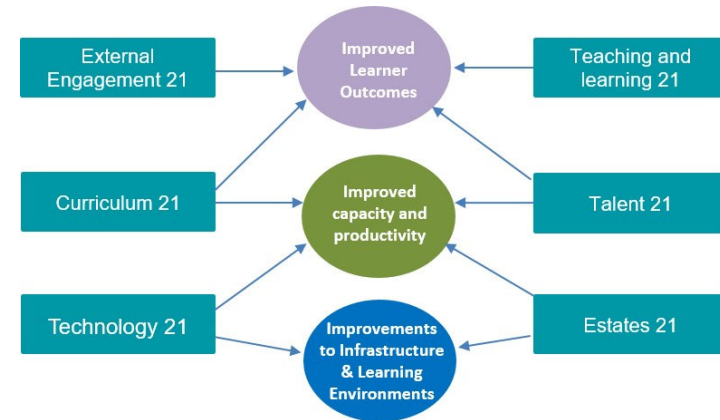 External
Engagement 21
Improved
Learner
Outcomes
Teaching and
learning 21
Curriculum 21
Improved
capacity and
productivity
Talent 21
Technology 21
Improvements
to Infrastructure
& Learning
Environments
Estates 21